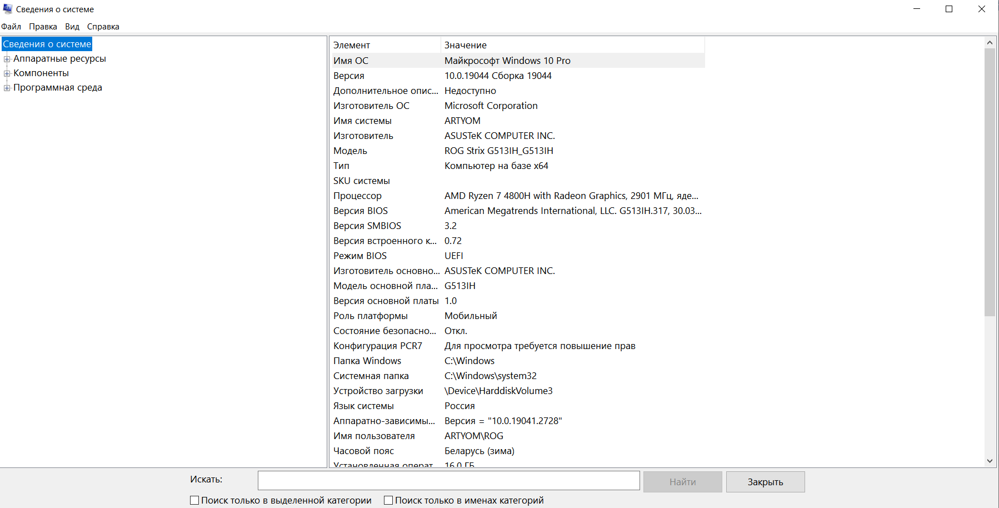 Сведения о системе
Файл Правка Вид Справка
Сведения о системе
Аппаратные ресурсы
Компоненты
Программная среда
Элемент Значение
Имя ОС Майкрософт Windows 10 Pro
Версия 10.0.19044 Сборка 19044
Дополнительное опис... Недоступно
Изготовитель ОС Microsoft Corporation
Имя системы ARTYOM
Изготовитель ASUSTeK COMPUTER INC.
Модель ROG Strix G513IH_G513IH
Тип Компьютер на базе x64
SKU системы
Процессор AMD Ryzen 7 4800H with Radeon Graphics, 2901 МГц, яде...
Версия BIOS American Megatrends International, LLC. G513IH.317, 30.03...
Версия SMBIOS 3.2
Версия встроенного к... 0.72
Режим BIOS UEFI
Изготовитель основно... ASUSTeK COMPUTER INC.
Модель основной пла... G513IH
Версия основной платы 1.0
Роль платформы Мобильный
Состояние безопасно... Откл.
Конфигурация PCR7 Для просмотра требуется повышение прав
Папка Windows C:\Windows
Системная папка C:\Windows\system32
Устройство загрузки \Device\HarddiskVolume3
Язык системы Россия
Аппаратно-зависимы... Версия = "10.0.19041.2728"
Имя пользователя ARTYOM\ROG
Часовой пояс Беларусь (зима)
Установленная операт... 16,0 ГБ
Искать: Найти Закрыть
Поиск только в выделенной категории Поиск только в именах категорий